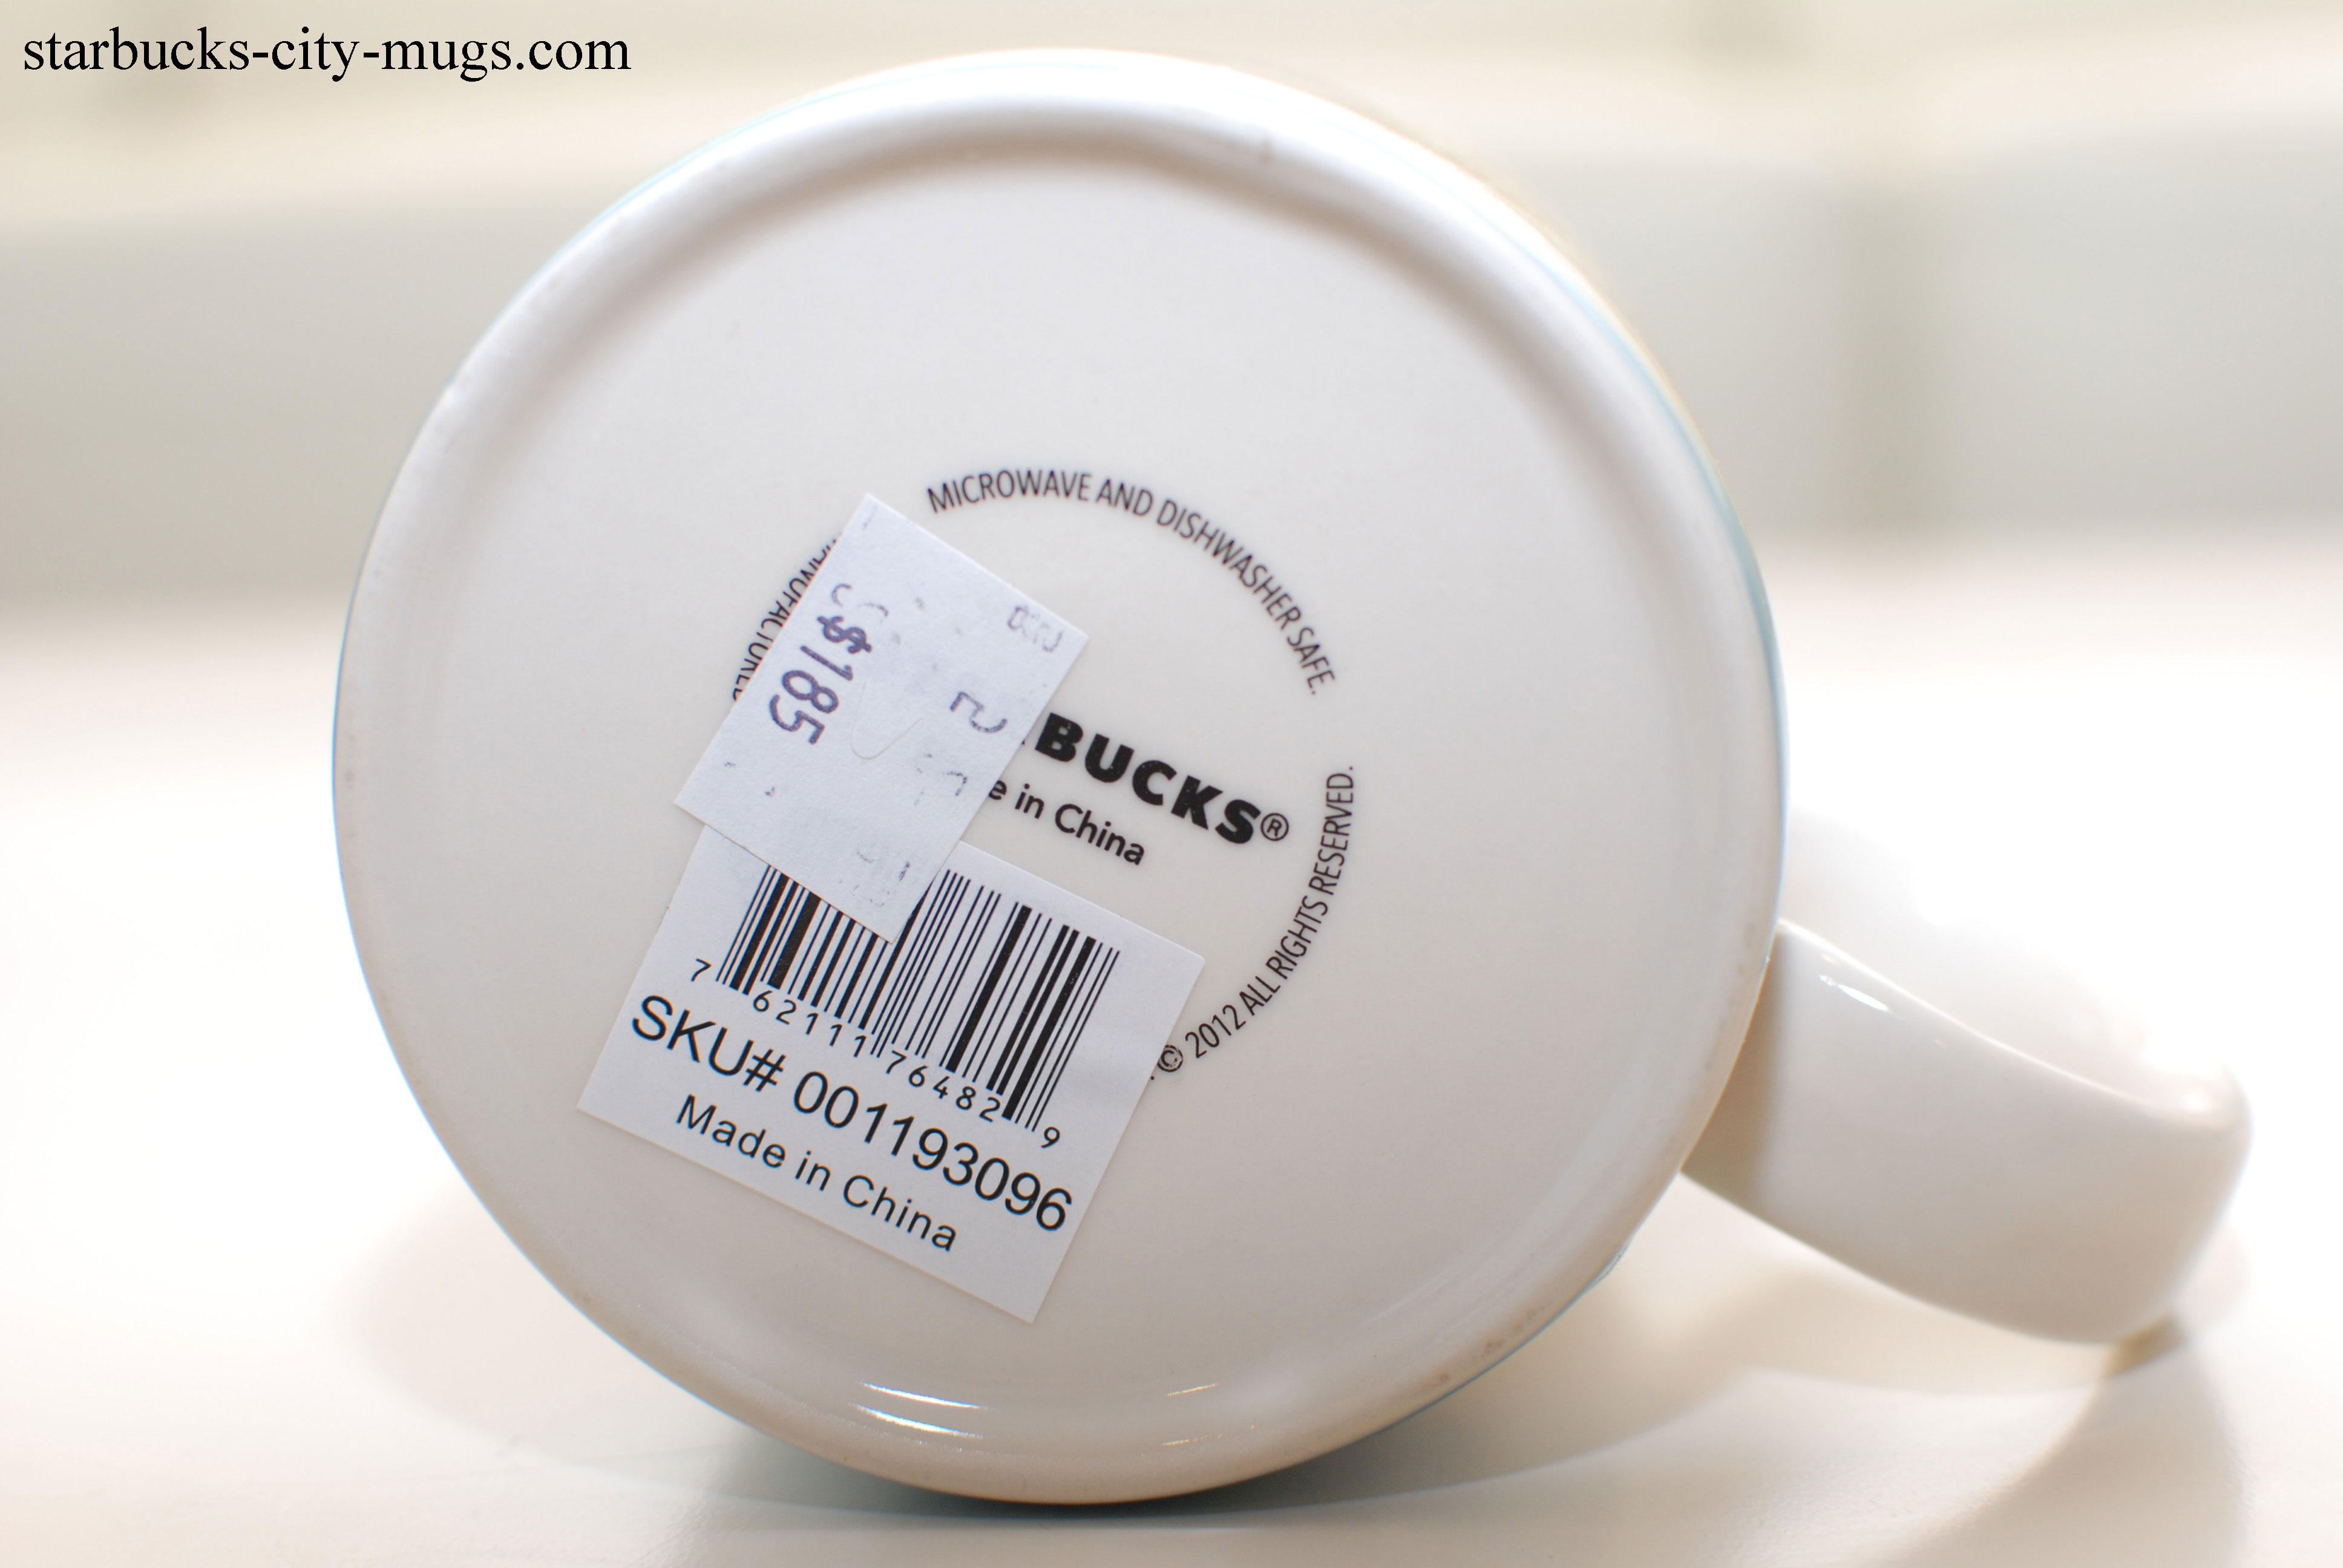 starbucks-city-mugs.com
MICROWAVE AND DISHWASHER SAFE.
$185
BUCKS®
in China
© 2012 ALL RIGHTS RESERVED.
7 62111 76482 9
SKU# 001193096
Made in China